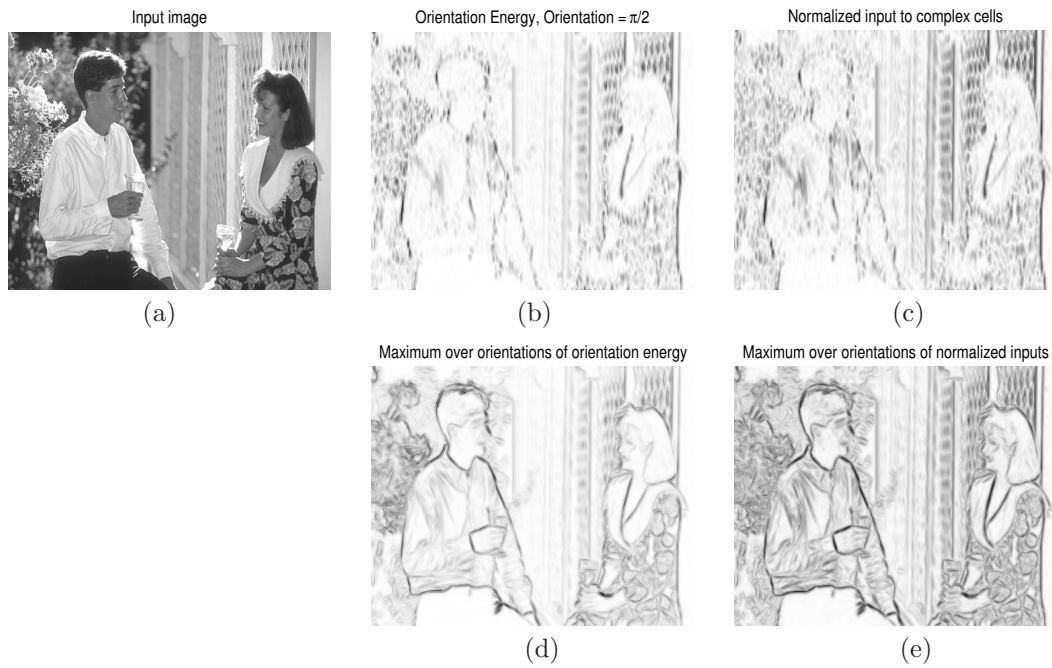 Input image
Orientation Energy, Orientation = π/2
Normalized input to complex cells
(a)
(b)
(c)
Maximum over orientations of orientation energy
Maximum over orientations of normalized inputs
(d)
(e)